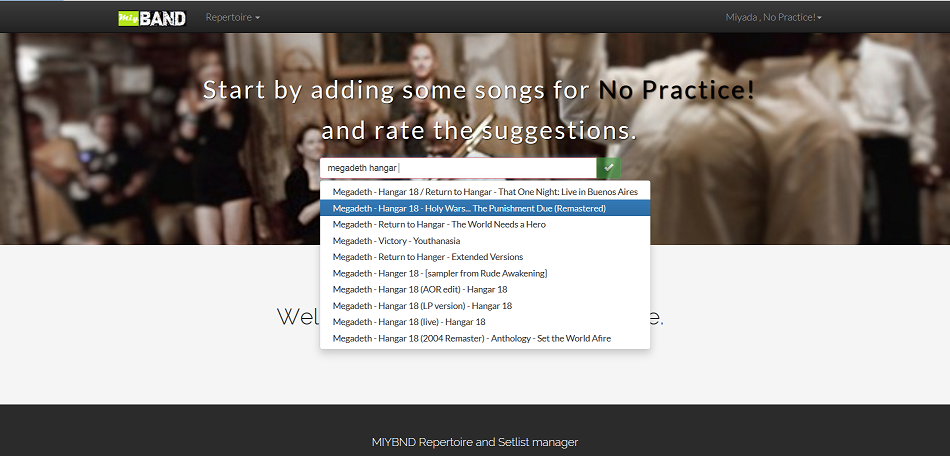 Miy BAND
Repertoire
Miyada , No Practice!
Start by adding some songs for No Practice!
and rate the suggestions.
megadeth hangar
Megadeth - Hangar 18 / Return to Hangar - That One Night: Live in Buenos Aires
Megadeth - Hangar 18 - Holy Wars... The Punishment Due (Remastered)
Megadeth - Return to Hangar - The World Needs a Hero
Megadeth - Victory - Youthanasia
Megadeth - Return to Hanger - Extended Versions
Megadeth - Hanger 18 - [sampler from Rude Awakening]
Megadeth - Hangar 18 (AOR edit) - Hangar 18
Megadeth - Hangar 18 (LP version) - Hangar 18
Megadeth - Hangar 18 (live) - Hangar 18
Megadeth - Hangar 18 (2004 Remaster) - Anthology - Set the World Afire
MIYBND Repertoire and Setlist manager